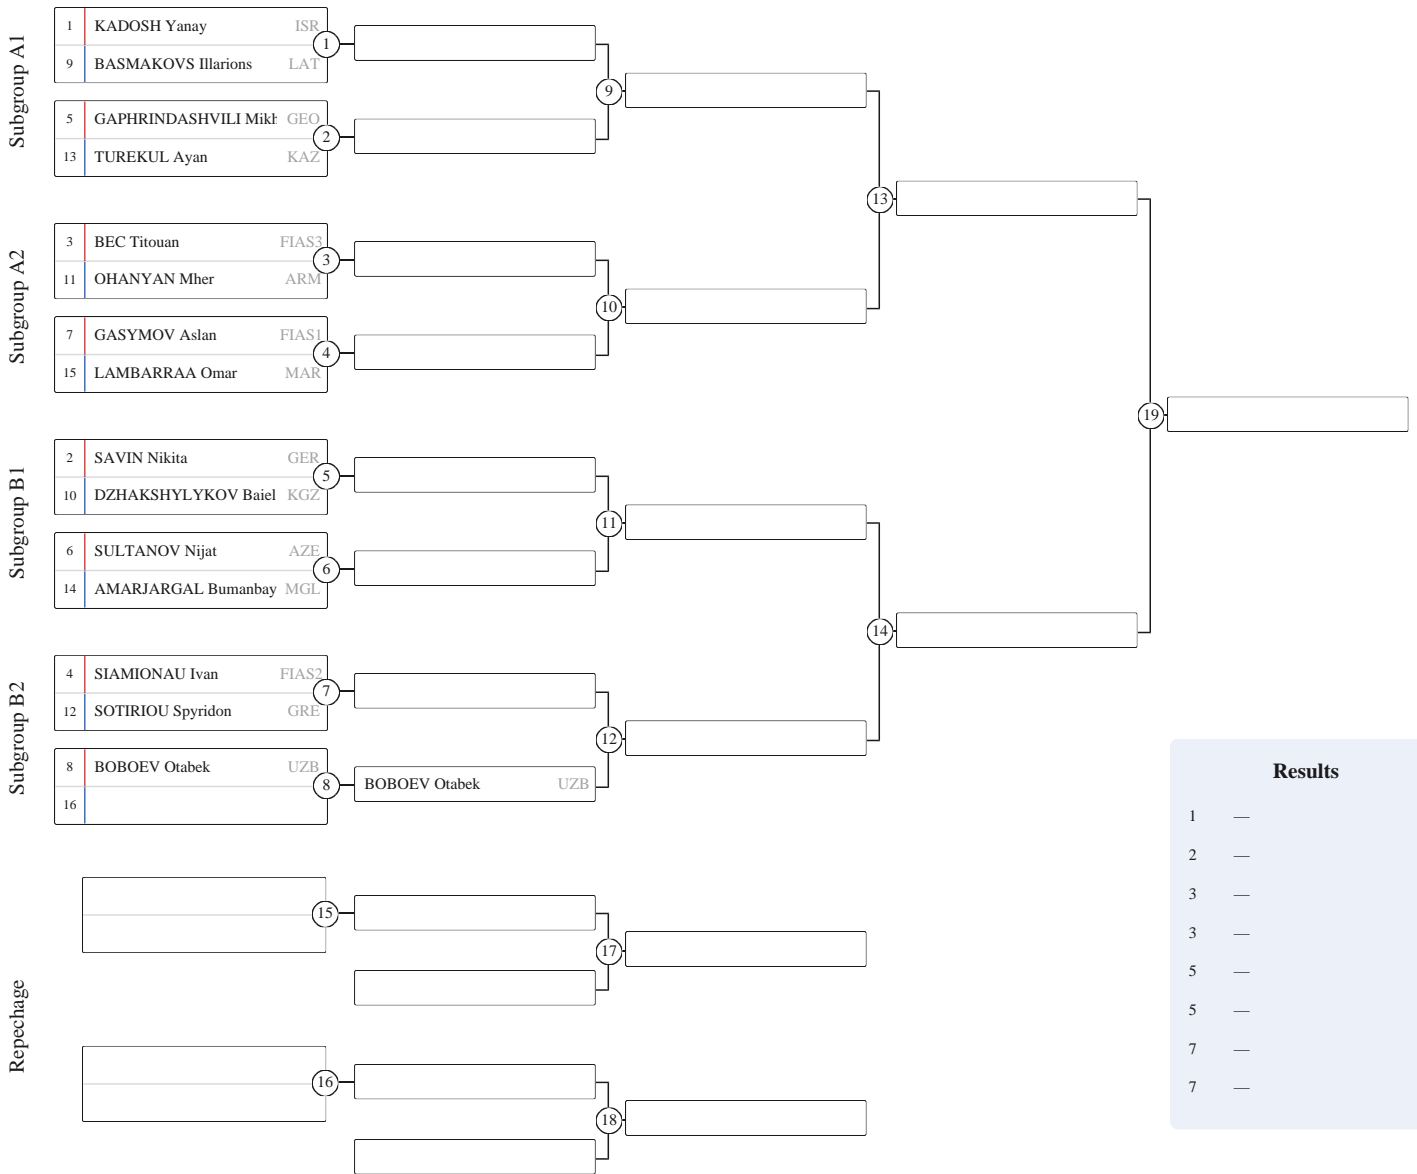 Subgroup A1
1 KADOSH Yanay ISR
9 BASMAKOVS Illarions LAT
1
5 GAPHRINDASHVILI Mikh GEO
13 TUREKUL Ayan KAZ
2
9
Subgroup A2
3 BEC Titouan FIAS3
11 OHANYAN Mher ARM
3
7 GASYMOV Aslan FIAS1
15 LAMBARRAA Omar MAR
4
10
13
Subgroup B1
2 SAVIN Nikita GER
10 DZHAKSHYLYKOV Baiel KGZ
5
6 SULTANOV Nijat AZE
14 AMARJARGAL Bumanbay MGL
6
11
Subgroup B2
4 SIAMIONAU Ivan FIAS2
12 SOTIRIOU Spyridon GRE
7
8 BOBOEV Otabek UZB
16
8
BOBOEV Otabek UZB
12
14
19
Repechage
15
17
16
18
Results
1 —
2 —
3 —
3 —
5 —
5 —
7 —
7 —